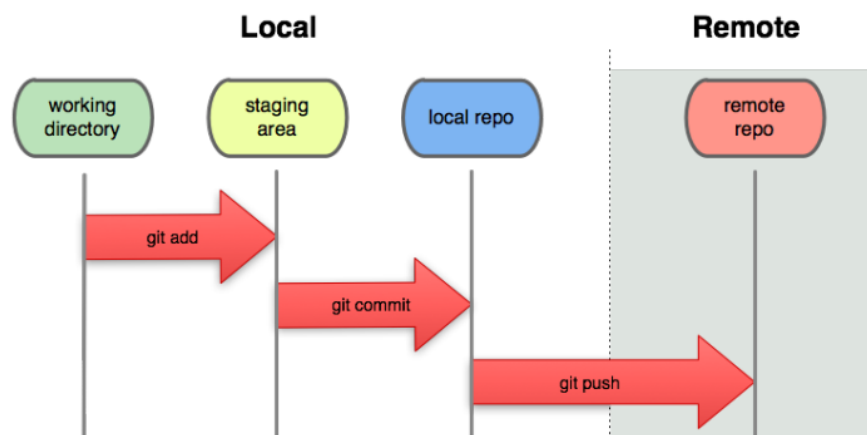 Local
Remote
working
directory
staging
area
local repo
remote
repo
git add
git commit
git push